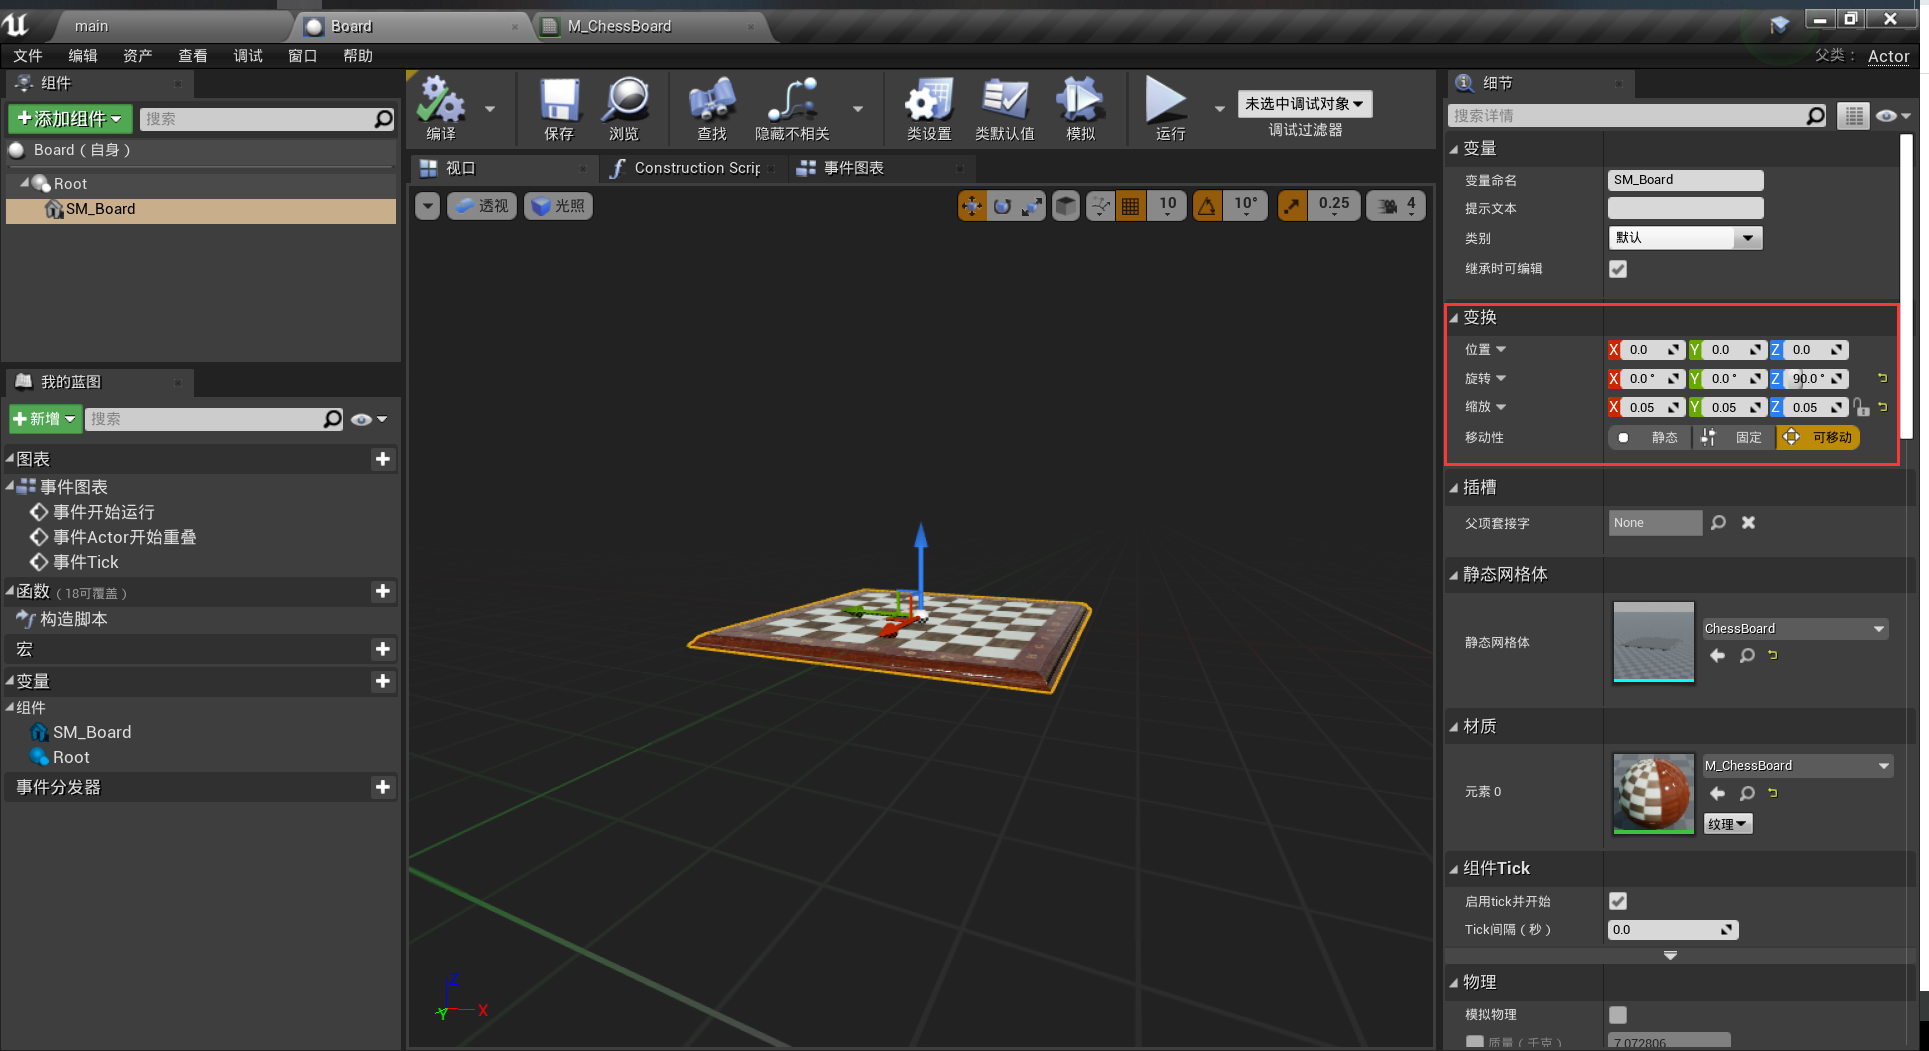 main
Board
M_ChessBoard
文件 编辑 资产 查看 调试 窗口 帮助
父类： Actor
组件
添加组件
搜索
Board（自身）
Root
SM_Board
我的蓝图
新增
搜索
图表
事件图表
事件开始运行
事件Actor开始重叠
事件Tick
函数（18可覆盖）
构造脚本
宏
变量
组件
SM_Board
Root
事件分发器
编译
保存
浏览
查找
隐藏不相关
类设置
类默认值
模拟
运行
未选中调试对象
调试过滤器
视口
Construction Scrip
事件图表
透视
光照
10
10°
0.25
4
Z
X
Y
细节
搜索详情
变量
变量命名 SM_Board
提示文本
类别 默认
继承时可编辑
变换
位置 X 0.0 Y 0.0 Z 0.0
旋转 X 0.0 ° Y 0.0 ° Z 90.0 °
缩放 X 0.05 Y 0.05 Z 0.05
移动性 静态 固定 可移动
插槽
父项套接字 None
静态网格体
静态网格体 ChessBoard
材质
元素 0 M_ChessBoard
纹理
组件Tick
启用tick并开始
Tick间隔（秒） 0.0
物理
模拟物理
质量（千克） 7.072806